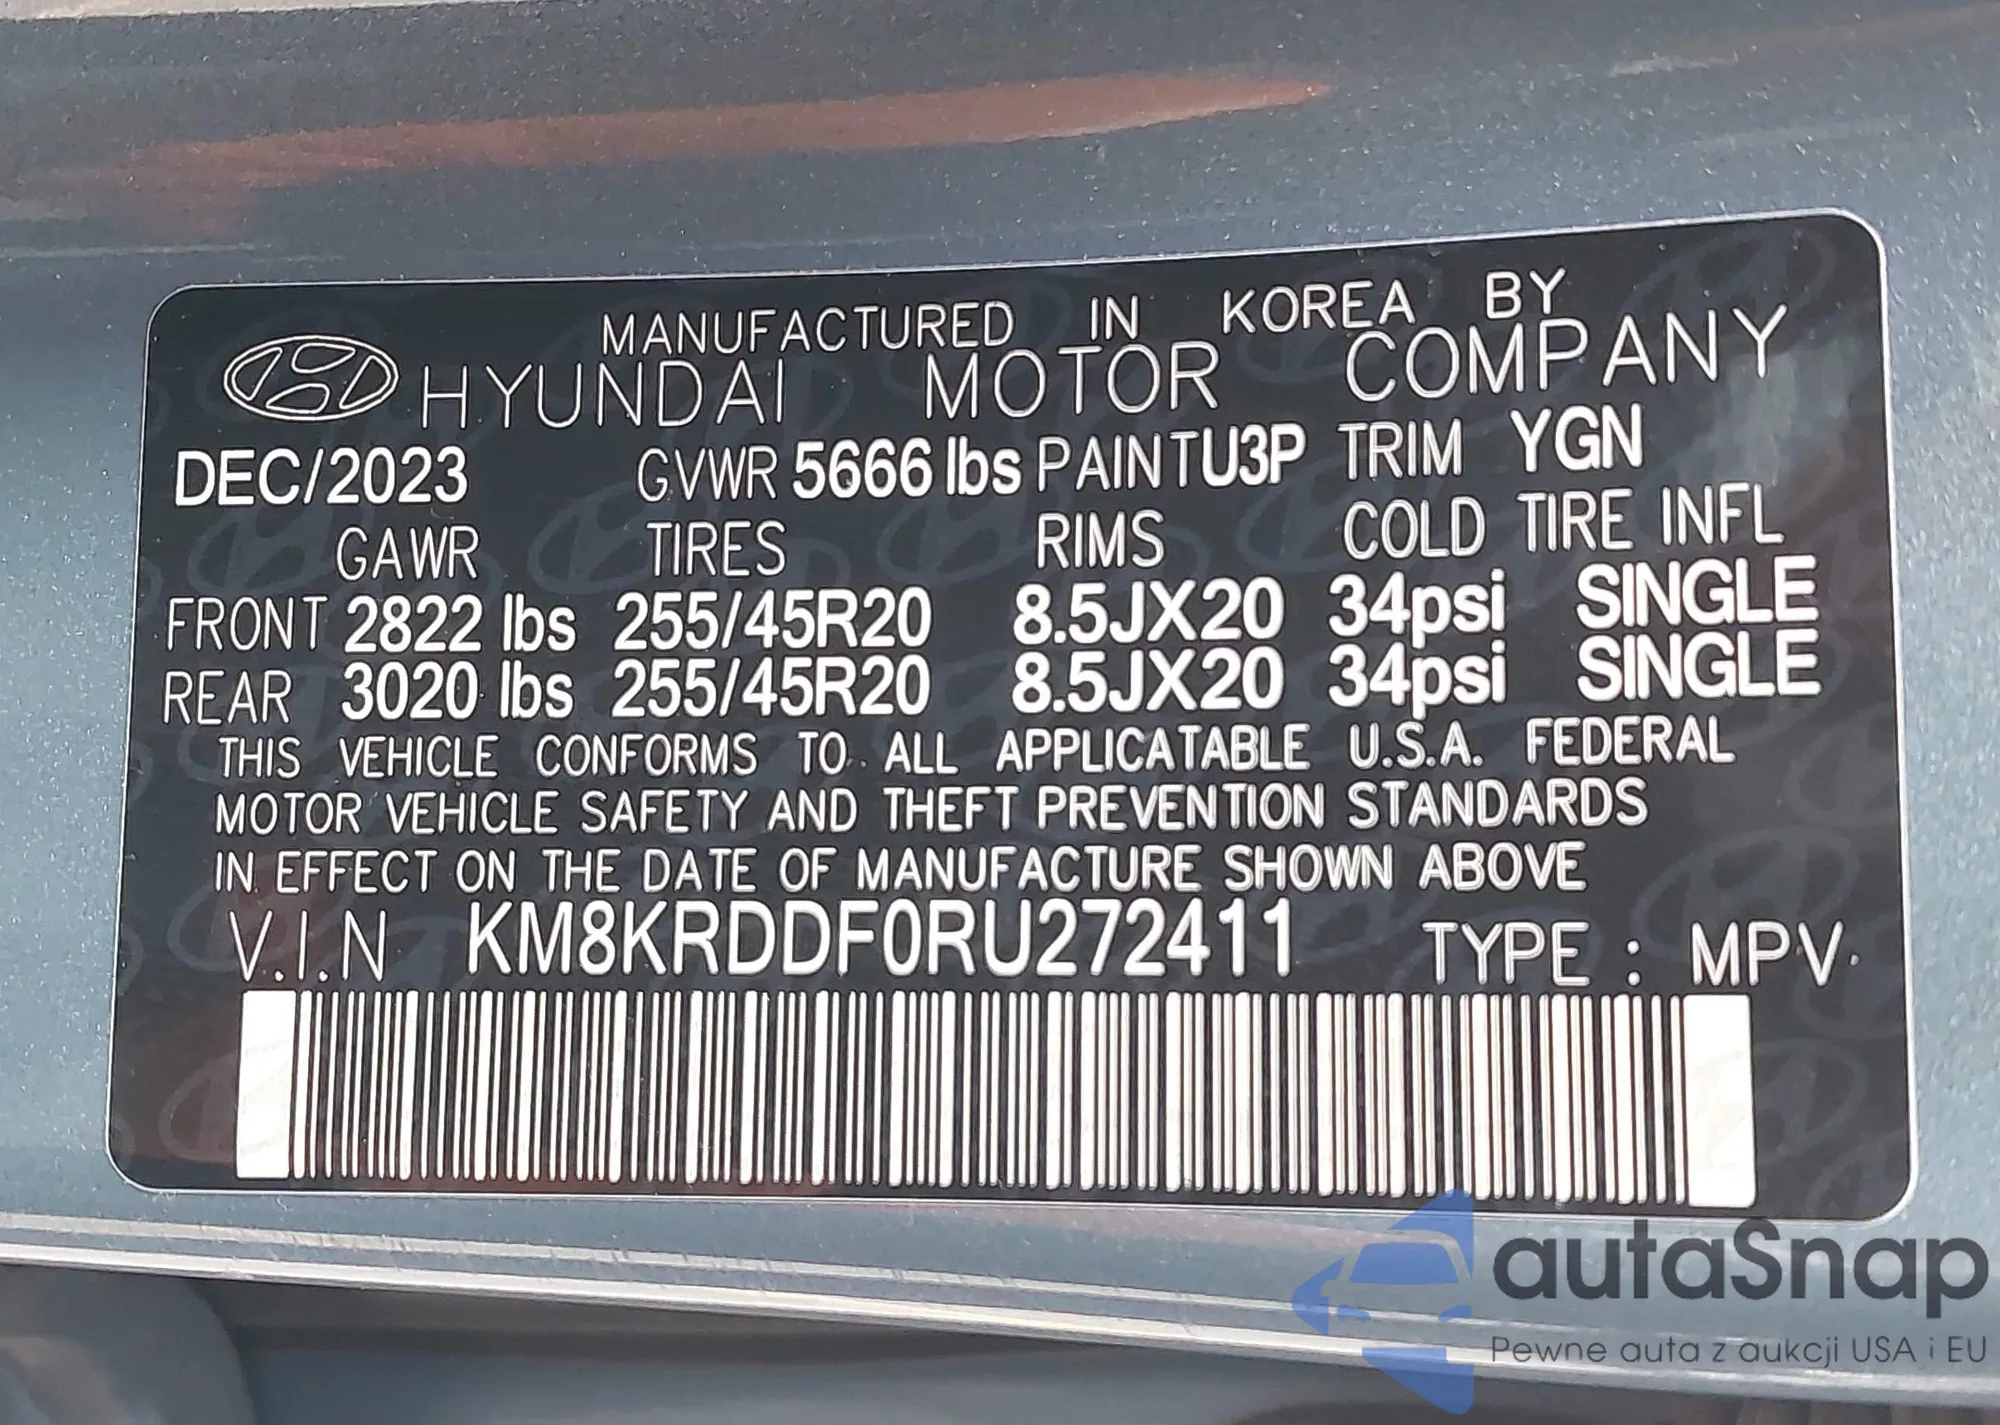 MANUFACTURED IN KOREA BY
HYUNDAI MOTOR COMPANY
DEC/2023 GVWR 5666 lbs PAINT U3P TRIM YGN
GAWR TIRES RIMS COLD TIRE INFL
FRONT 2822 lbs 255/45R20 8.5JX20 34psi SINGLE
REAR 3020 lbs 255/45R20 8.5JX20 34psi SINGLE
THIS VEHICLE CONFORMS TO ALL APPLICATABLE U.S.A. FEDERAL
MOTOR VEHICLE SAFETY AND THEFT PREVENTION STANDARDS
IN EFFECT ON THE DATE OF MANUFACTURE SHOWN ABOVE
V.I.N KM8KRDDF0RU272411 TYPE : MPV
autaSnap
Pewne auta z aukcji USA i EU